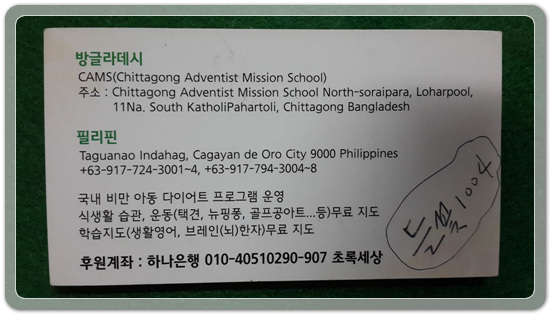 방글라데시
CAMS(Chittagong Adventist Mission School)
주소 : Chittagong Adventist Mission School North-soraipara, Loharpool,
11Na. South KatholiPahartoli, Chittagong Bangladesh
필리핀
Taguanao Indahag, Cagayan de Oro City 9000 Philippines
+63-917-724-3001~4, +63-917-794-3004~8
국내 비만 아동 다이어트 프로그램 운영
식생활 습관, 운동(택견, 뉴핑퐁, 골프공아트...등)무료 지도
학습지도(생활영어, 브레인(뇌)한자)무료 지도
후원계좌 : 하나은행 010-40510290-907 초록세상
들꽃1004